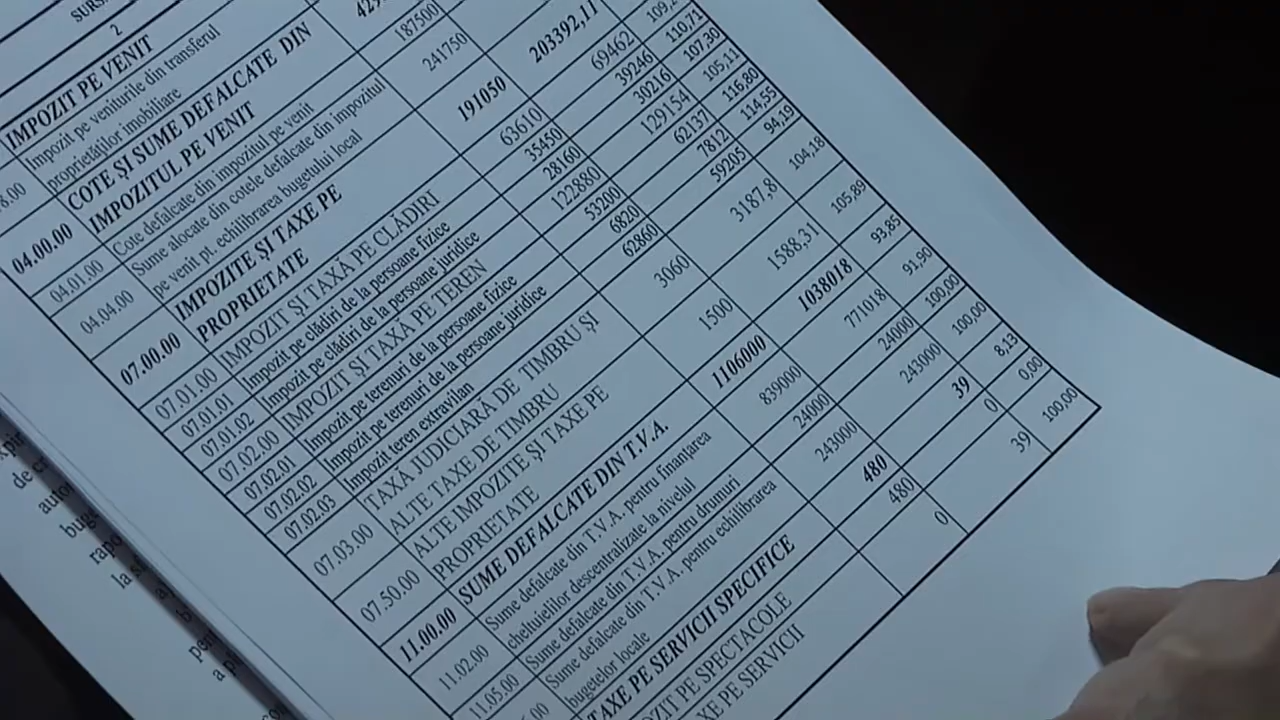 2
IMPOZIT PE VENIT
Impozit pe veniturile din transferul
proprietăților imobiliare
04.00.00 COTE ȘI SUME DEFALCATE DIN
IMPOZITUL PE VENIT
04.01.00 Cote defalcate din impozitul pe venit 187500
04.04.00 Sume alocate din cotele defalcate din impozitul 241750
pe venit pt. echilibrarea bugetului local
07.00.00 IMPOZITE ȘI TAXE PE 191050 203392,11
PROPRIETATE
07.01.00 IMPOZIT ȘI TAXĂ PE CLĂDIRI 63610 69462 109,2
07.01.01 Impozit pe clădiri de la persoane fizice 35450 39246 110,71
07.01.02 Impozit pe clădiri de la persoane juridice 28160 30216 107,30
07.02.00 IMPOZIT ȘI TAXĂ PE TEREN 122880 129154 105,11
07.02.01 Impozit pe terenuri de la persoane fizice 53200 62137 116,80
07.02.02 Impozit pe terenuri de la persoane juridice 6820 7812 114,55
07.02.03 Impozit teren extravilan 62860 59205 94,19
07.03.00 TAXĂ JUDICIARĂ DE TIMBRU ȘI 3060 3187,8 104,18
ALTE TAXE DE TIMBRU
07.50.00 ALTE IMPOZITE ȘI TAXE PE 1500 1588,31 105,89
PROPRIETATE
11.00.00 SUME DEFALCATE DIN T.V.A. 1106000 1038018 93,85
11.02.00 Sume defalcate din T.V.A. pentru finanțarea 839000 771018 91,90
cheltuielilor descentralizate la nivelul
11.05.00 Sume defalcate din T.V.A. pentru drumuri 24000 24000 100,00
Sume defalcate din T.V.A. pentru echilibrarea 243000 243000 100,00
bugetelor locale
TAXE PE SERVICII SPECIFICE 480 39 8,13
PE SPECTACOLE 480 0 0,00
PE SERVICII 0 39 100,00